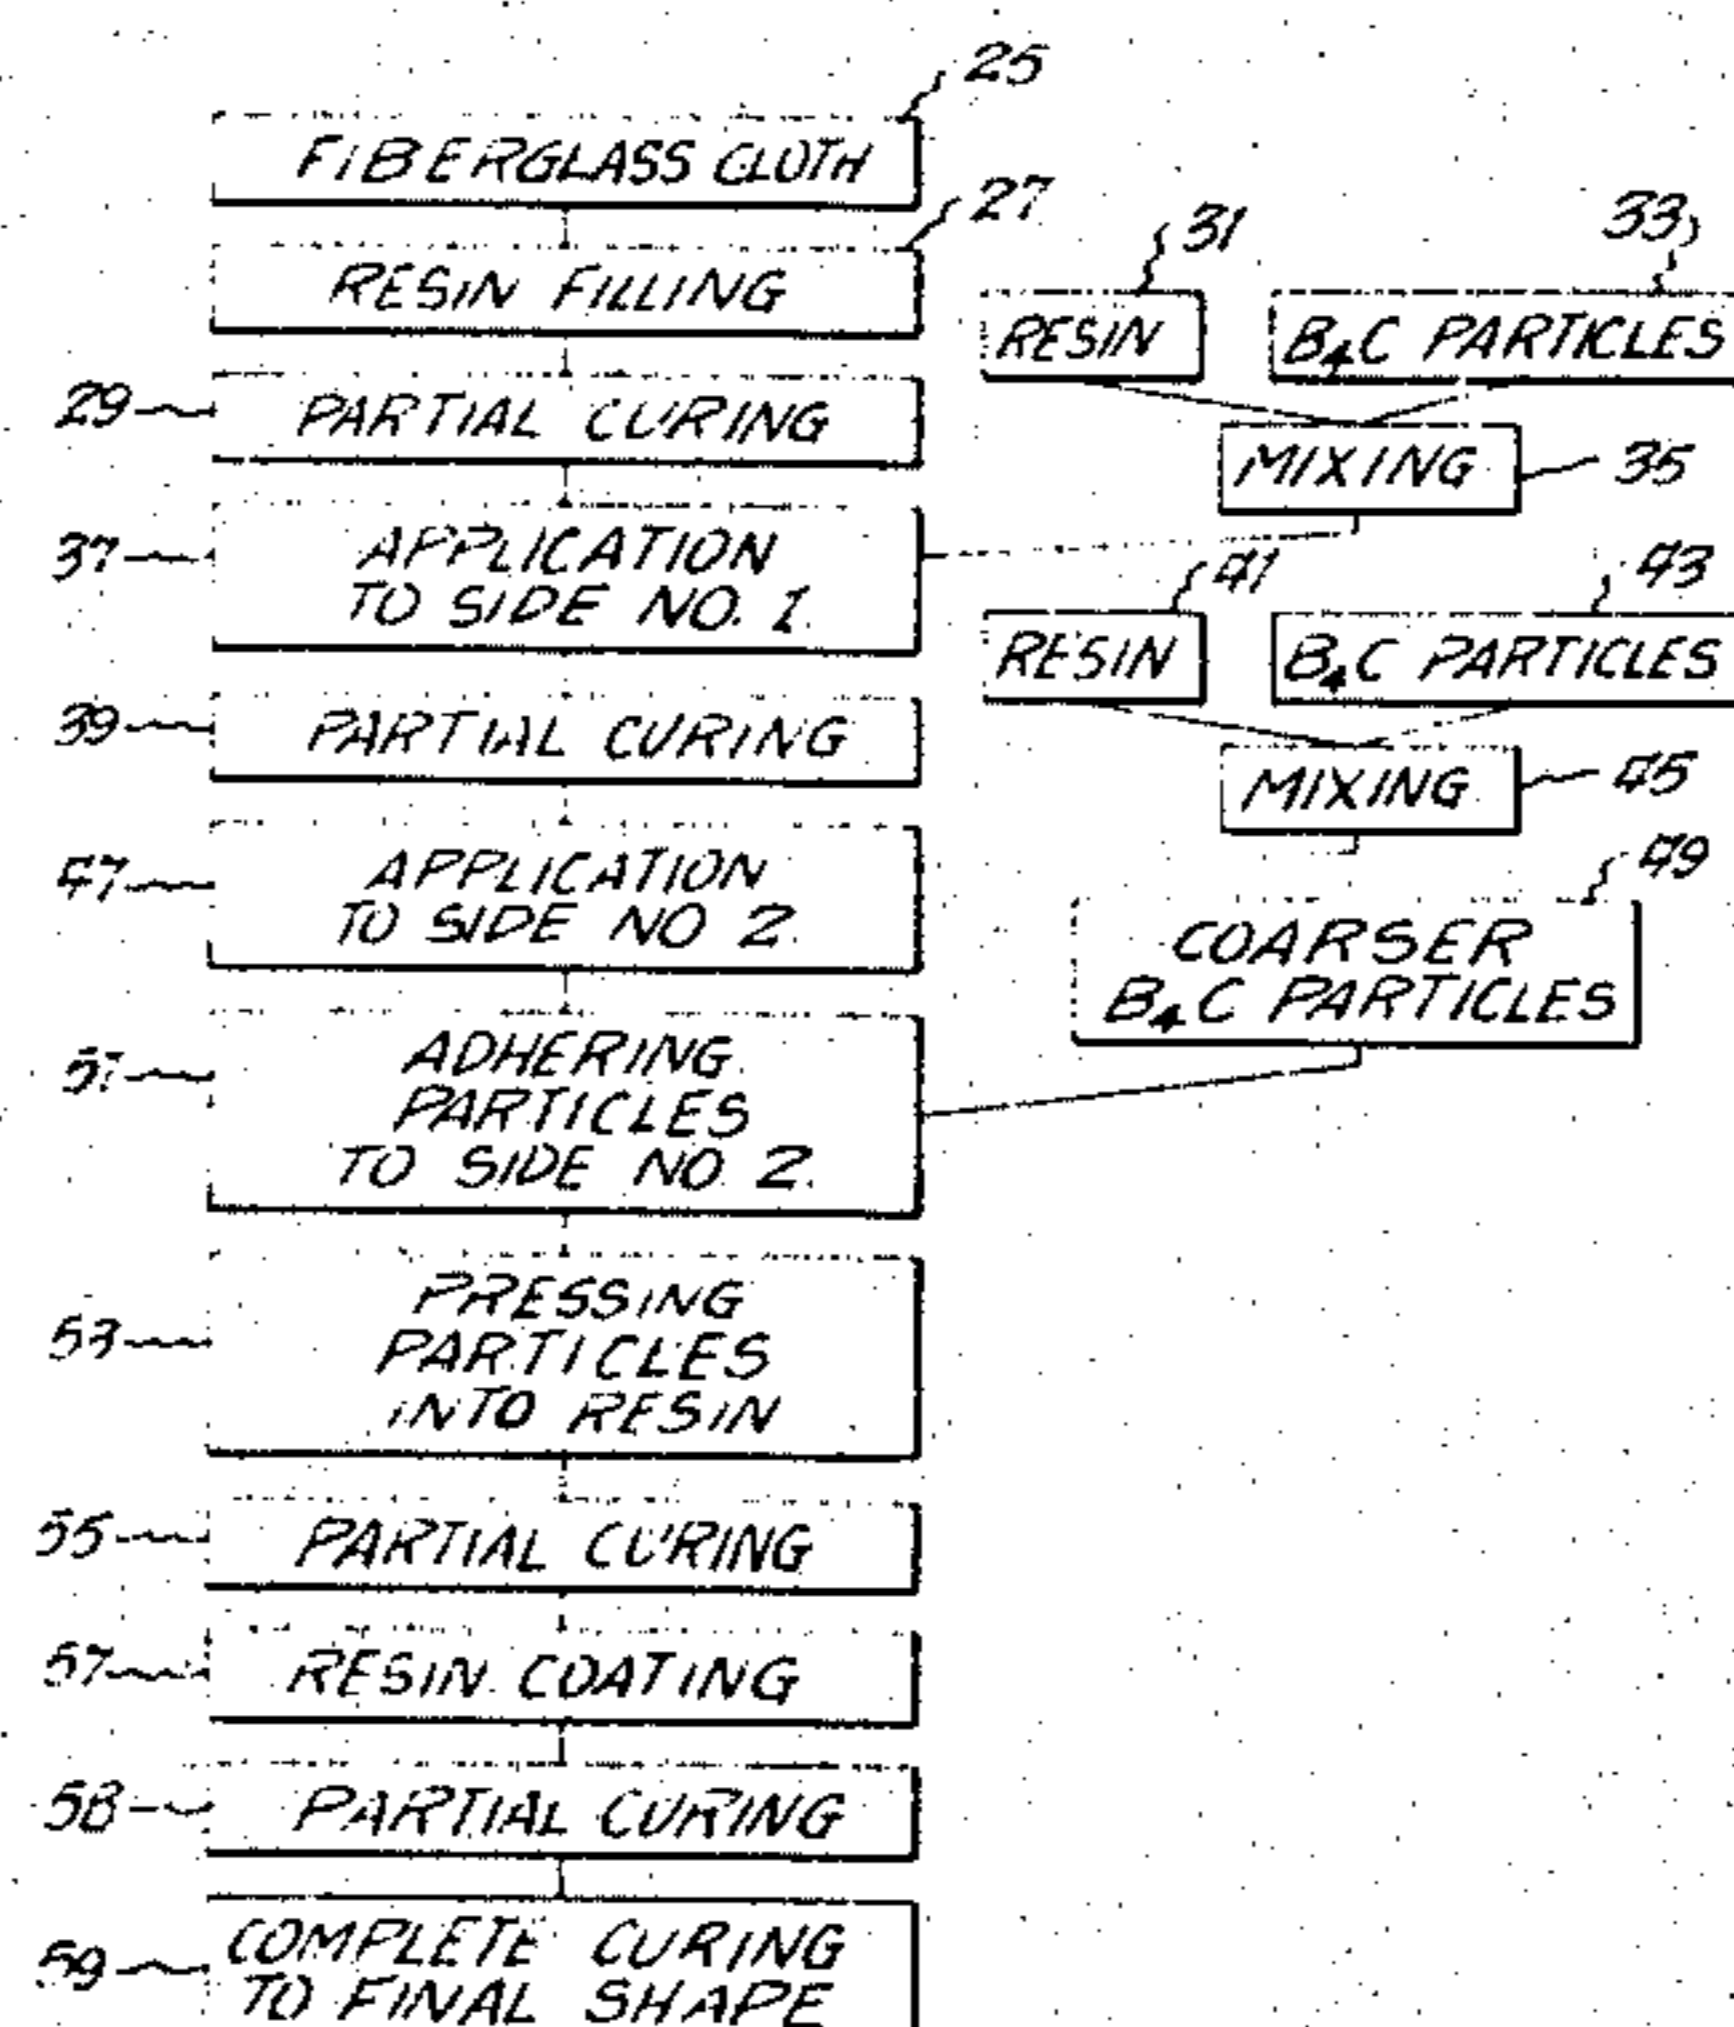 25
FIBERGLASS CLOTH
27
RESIN FILLING
31
33
RESIN
B4C PARTICLES
29
PARTIAL CURING
MIXING
35
37
APPLICATION
TO SIDE NO. 1.
41
43
RESIN
B4C PARTICLES
39
PARTIAL CURING
MIXING
45
47
APPLICATION
TO SIDE NO 2.
49
COARSER
B4C PARTICLES
51
ADHERING
PARTICLES
TO SIDE NO. 2.
53
PRESSING
PARTICLES
INTO RESIN
55
PARTIAL CURING
57
RESIN COATING
58
PARTIAL CURING
59
COMPLETE CURING
TO FINAL SHAPE